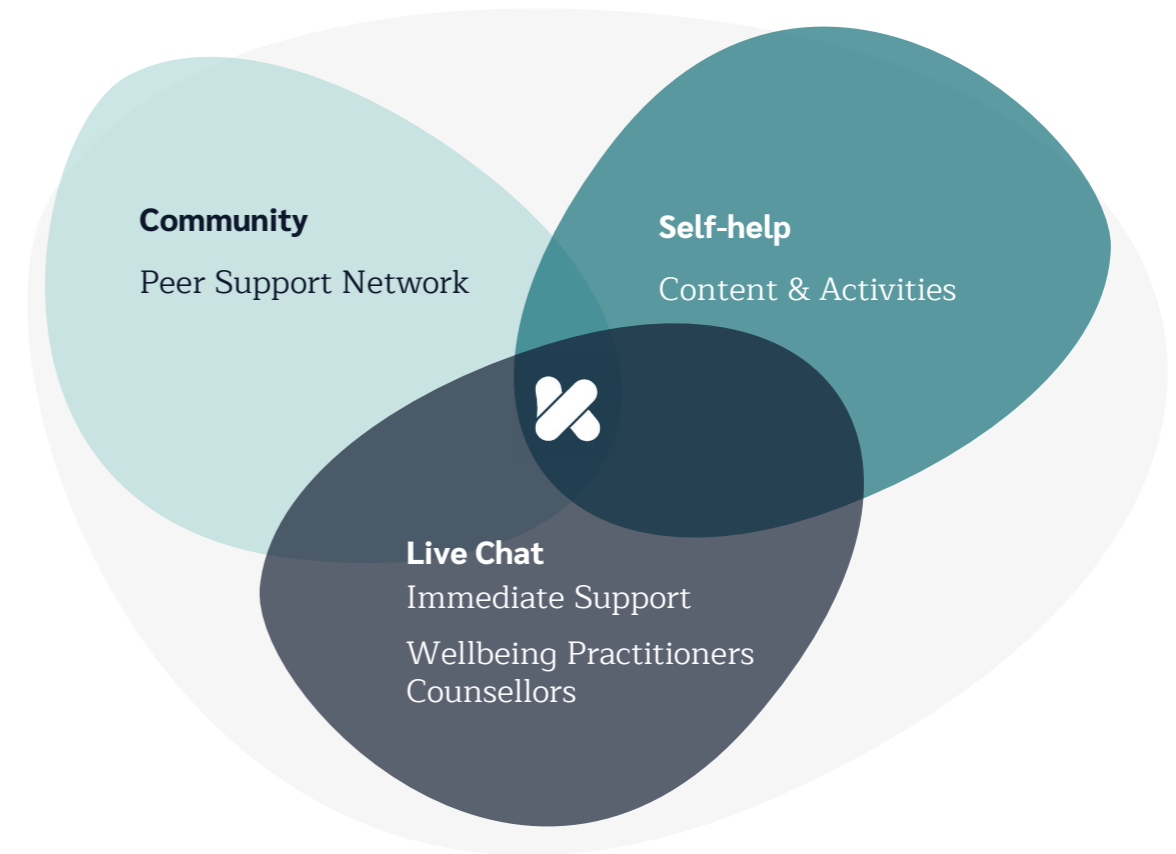 Community
Peer Support Network
Self-help
Content & Activities
Live Chat
Immediate Support
Wellbeing Practitioners
Counsellors